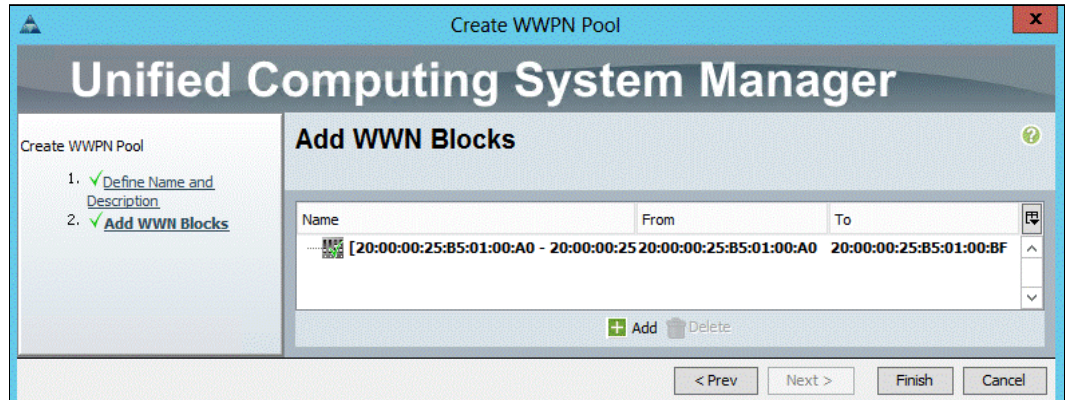 Create WWPN Pool
x
Unified Computing System Manager
Create WWPN Pool
1. Define Name and
Description
2. Add WWN Blocks
Add WWN Blocks
?
Name From To
[20:00:00:25:B5:01:00:A0 - 20:00:00:25 20:00:00:25:B5:01:00:A0 20:00:00:25:B5:01:00:BF
Add Delete
< Prev Next > Finish Cancel